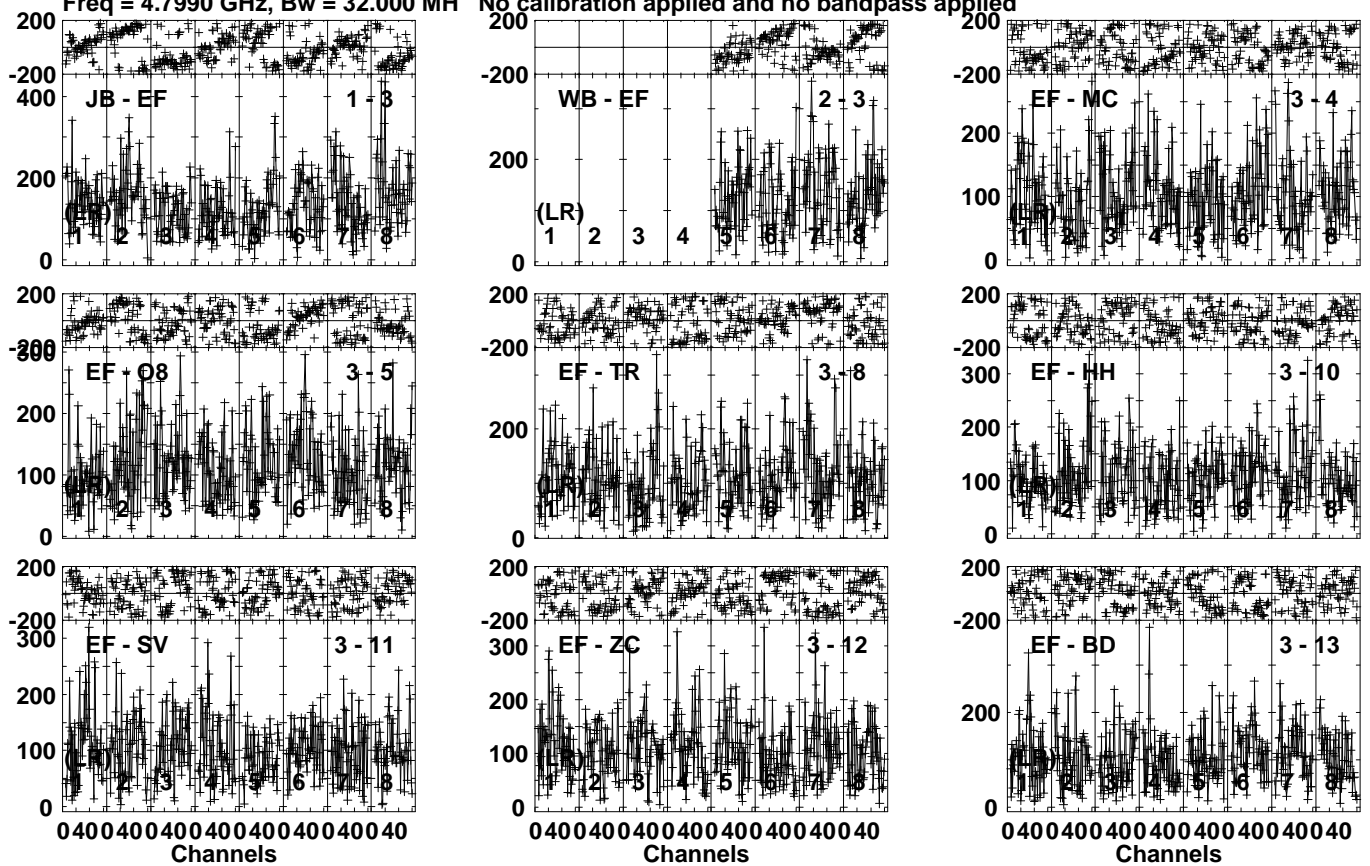 Freq = 4.7990 GHz, Bw = 32.000 MH No calibration applied and no bandpass applied
200
-200
400
200
0
JB - EF 1 - 3
(LR)
1 2 3 4 5 6 7 8
200
-200
200
0
WB - EF 2 - 3
(LR)
1 2 3 4 5 6 7 8
200
-200
200
100
0
EF - MC 3 - 4
(LR)
1 2 3 4 5 6 7 8
200
-200
300
200
100
0
EF - O8 3 - 5
(LR)
1 2 3 4 5 6 7 8
200
-200
200
0
EF - TR 3 - 8
(LR)
1 2 3 4 5 6 7 8
200
-200
300
200
100
0
EF - HH 3 - 10
(LR)
1 2 3 4 5 6 7 8
200
-200
300
200
100
0
EF - SV 3 - 11
(LR)
1 2 3 4 5 6 7 8
0 40 0 40 0 40 0 40 0 40 0 40 0 40 0 40
Channels
200
-200
300
200
100
0
EF - ZC 3 - 12
(LR)
1 2 3 4 5 6 7 8
0 40 0 40 0 40 0 40 0 40 0 40 0 40 0 40
Channels
200
-200
200
0
EF - BD 3 - 13
(LR)
1 2 3 4 5 6 7 8
0 40 0 40 0 40 0 40 0 40 0 40 0 40 0 40
Channels